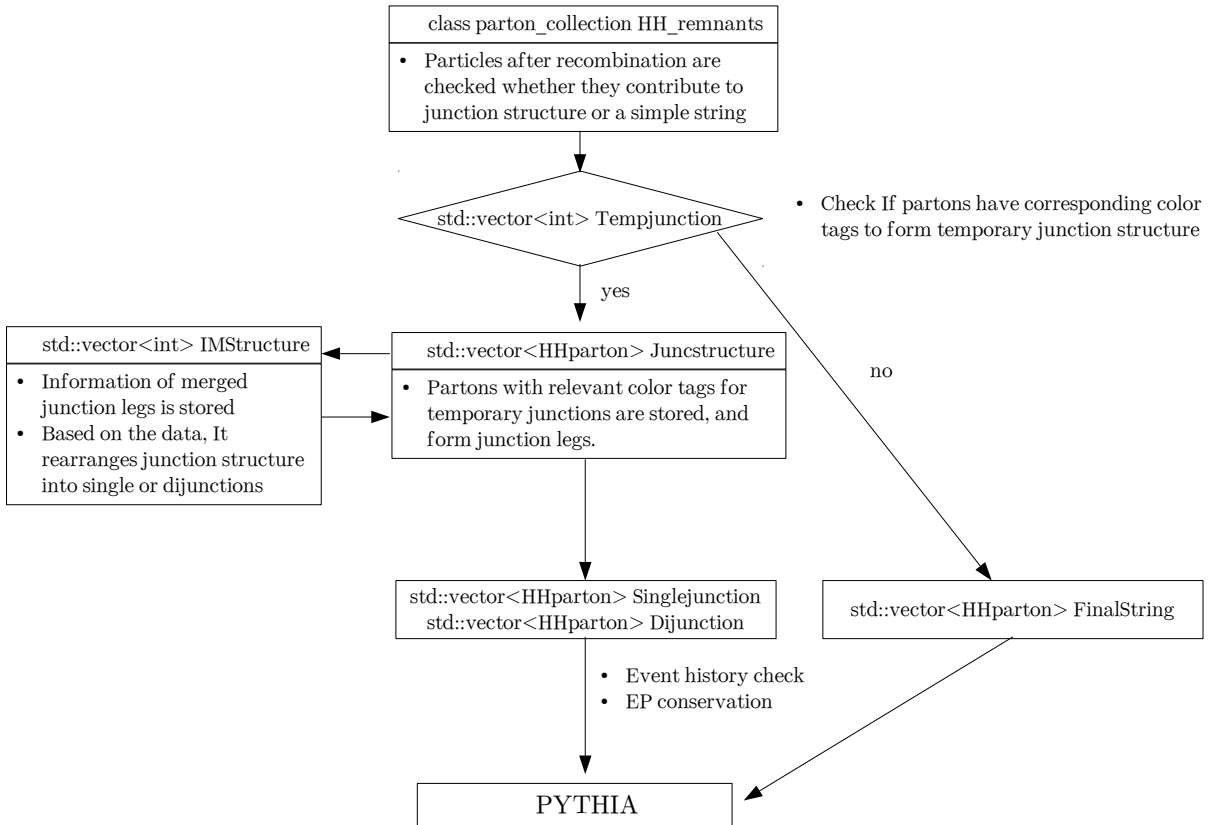 class parton_collection HH_remnants
• Particles after recombination are
checked whether they contribute to
junction structure or a simple string
std::vector<int> Tempjunction
• Check If partons have corresponding color
tags to form temporary junction structure
yes
no
std::vector<int> IMStructure
• Information of merged
junction legs is stored
• Based on the data, It
rearranges junction structure
into single or dijunctions
std::vector<HHparton> Juncstructure
• Partons with relevant color tags for
temporary junctions are stored, and
form junction legs.
std::vector<HHparton> Singlejunction
std::vector<HHparton> Dijunction
std::vector<HHparton> FinalString
• Event history check
• EP conservation
PYTHIA